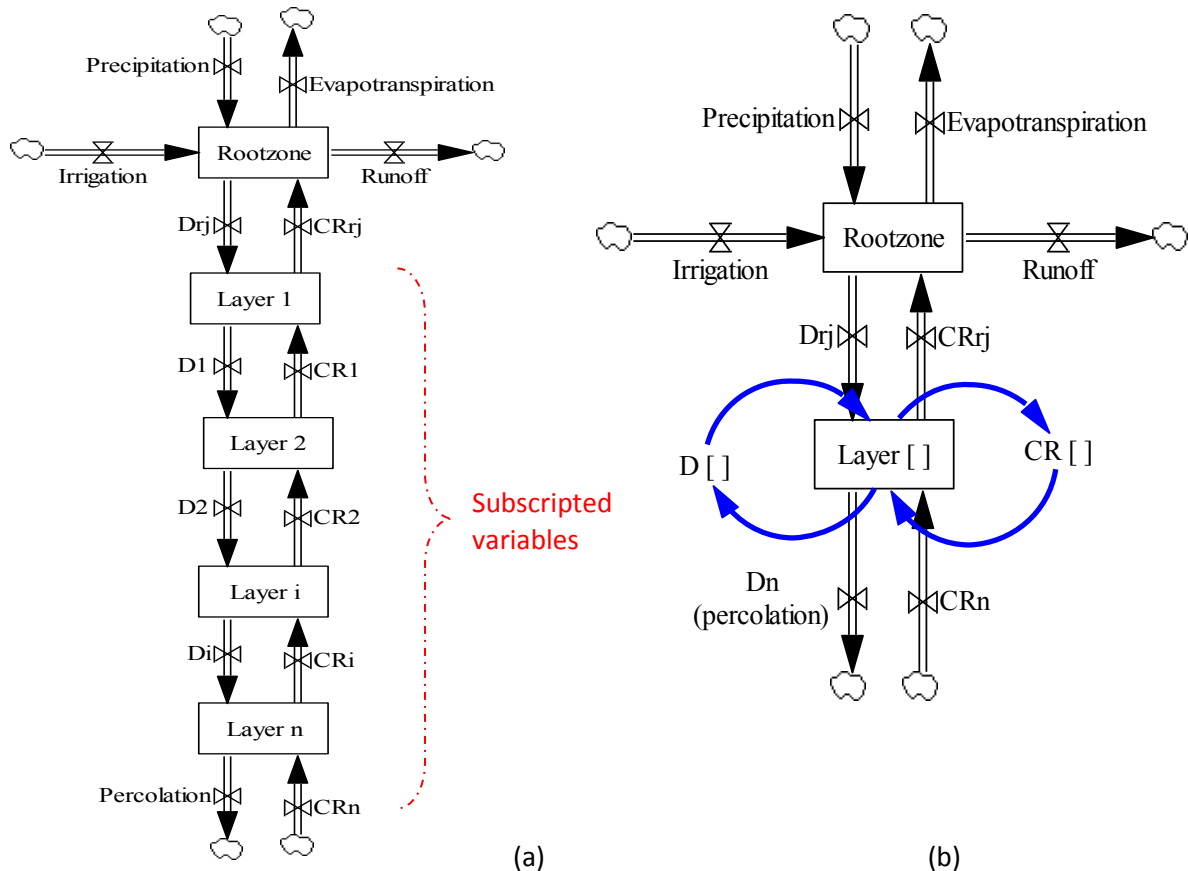 Precipitation
Evapotranspiration
Rootzone
Irrigation
Runoff
Drj
CRrj
Layer 1
D1
CR1
Layer 2
D2
CR2
Layer i
Di
CRi
Layer n
Percolation
CRn
Subscripted
variables
(a)
Precipitation
Evapotranspiration
Rootzone
Irrigation
Runoff
Drj
CRrj
D [ ]
Layer [ ]
CR [ ]
Dn
(percolation)
CRn
(b)